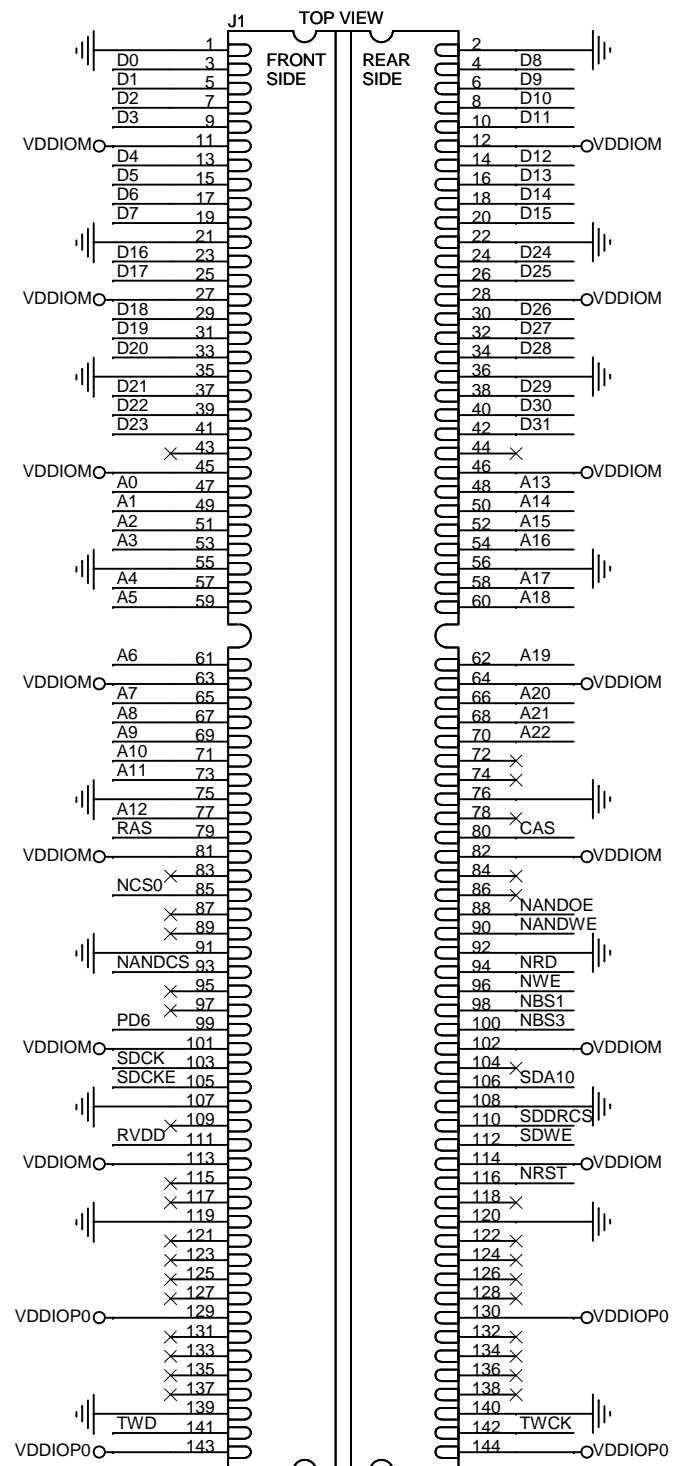 J1 TOP VIEW
FRONT SIDE REAR SIDE
1 2
D0 3 4 D8
D1 5 6 D9
D2 7 8 D10
D3 9 10 D11
VDDIOM 11 12 VDDIOM
D4 13 14 D12
D5 15 16 D13
D6 17 18 D14
D7 19 20 D15
21 22
D16 23 24 D24
D17 25 26 D25
VDDIOM 27 28 VDDIOM
D18 29 30 D26
D19 31 32 D27
D20 33 34 D28
35 36
D21 37 38 D29
D22 39 40 D30
D23 41 42 D31
43 44
VDDIOM 45 46 VDDIOM
A0 47 48 A13
A1 49 50 A14
A2 51 52 A15
A3 53 54 A16
55 56
A4 57 58 A17
A5 59 60 A18
A6 61 62 A19
VDDIOM 63 64 VDDIOM
A7 65 66 A20
A8 67 68 A21
A9 69 70 A22
A10 71 72
A11 73 74
75 76
A12 77 78
RAS 79 80 CAS
VDDIOM 81 82 VDDIOM
83 84
NCS0 85 86
87 88 NANDOE
89 90 NANDWE
91 92
NANDCS 93 94 NRD
95 96 NWE
97 98 NBS1
PD6 99 100 NBS3
VDDIOM 101 102 VDDIOM
SDCK 103 104
SDCKE 105 106 SDA10
107 108
109 110 SDDRCS
RVDD 111 112 SDWE
VDDIOM 113 114 VDDIOM
115 116 NRST
117 118
119 120
121 122
123 124
125 126
127 128
VDDIOP0 129 130 VDDIOP0
131 132
133 134
135 136
137 138
139 140
TWD 141 142 TWCK
VDDIOP0 143 144 VDDIOP0